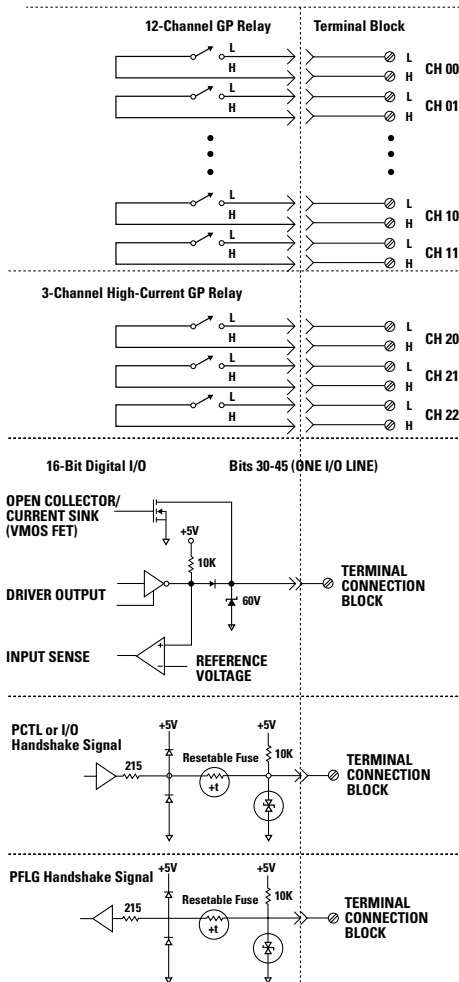 12-Channel GP Relay Terminal Block
L L
H H CH 00
L L
H H CH 01
L L
H H CH 10
L L
H H CH 11
3-Channel High-Current GP Relay
L L
H H CH 20
L L
H H CH 21
L L
H H CH 22
16-Bit Digital I/O Bits 30-45 (ONE I/O LINE)
OPEN COLLECTOR/
CURRENT SINK
(VMOS FET)
+5V
10K
DRIVER OUTPUT
60V
TERMINAL
CONNECTION
BLOCK
INPUT SENSE
+
–
REFERENCE
VOLTAGE
PCTL or I/O
Handshake Signal
+5V +5V
215
Resetable Fuse
+t
10K
TERMINAL
CONNECTION
BLOCK
PFLG Handshake Signal
+5V +5V
215
Resetable Fuse
+t
10K
TERMINAL
CONNECTION
BLOCK